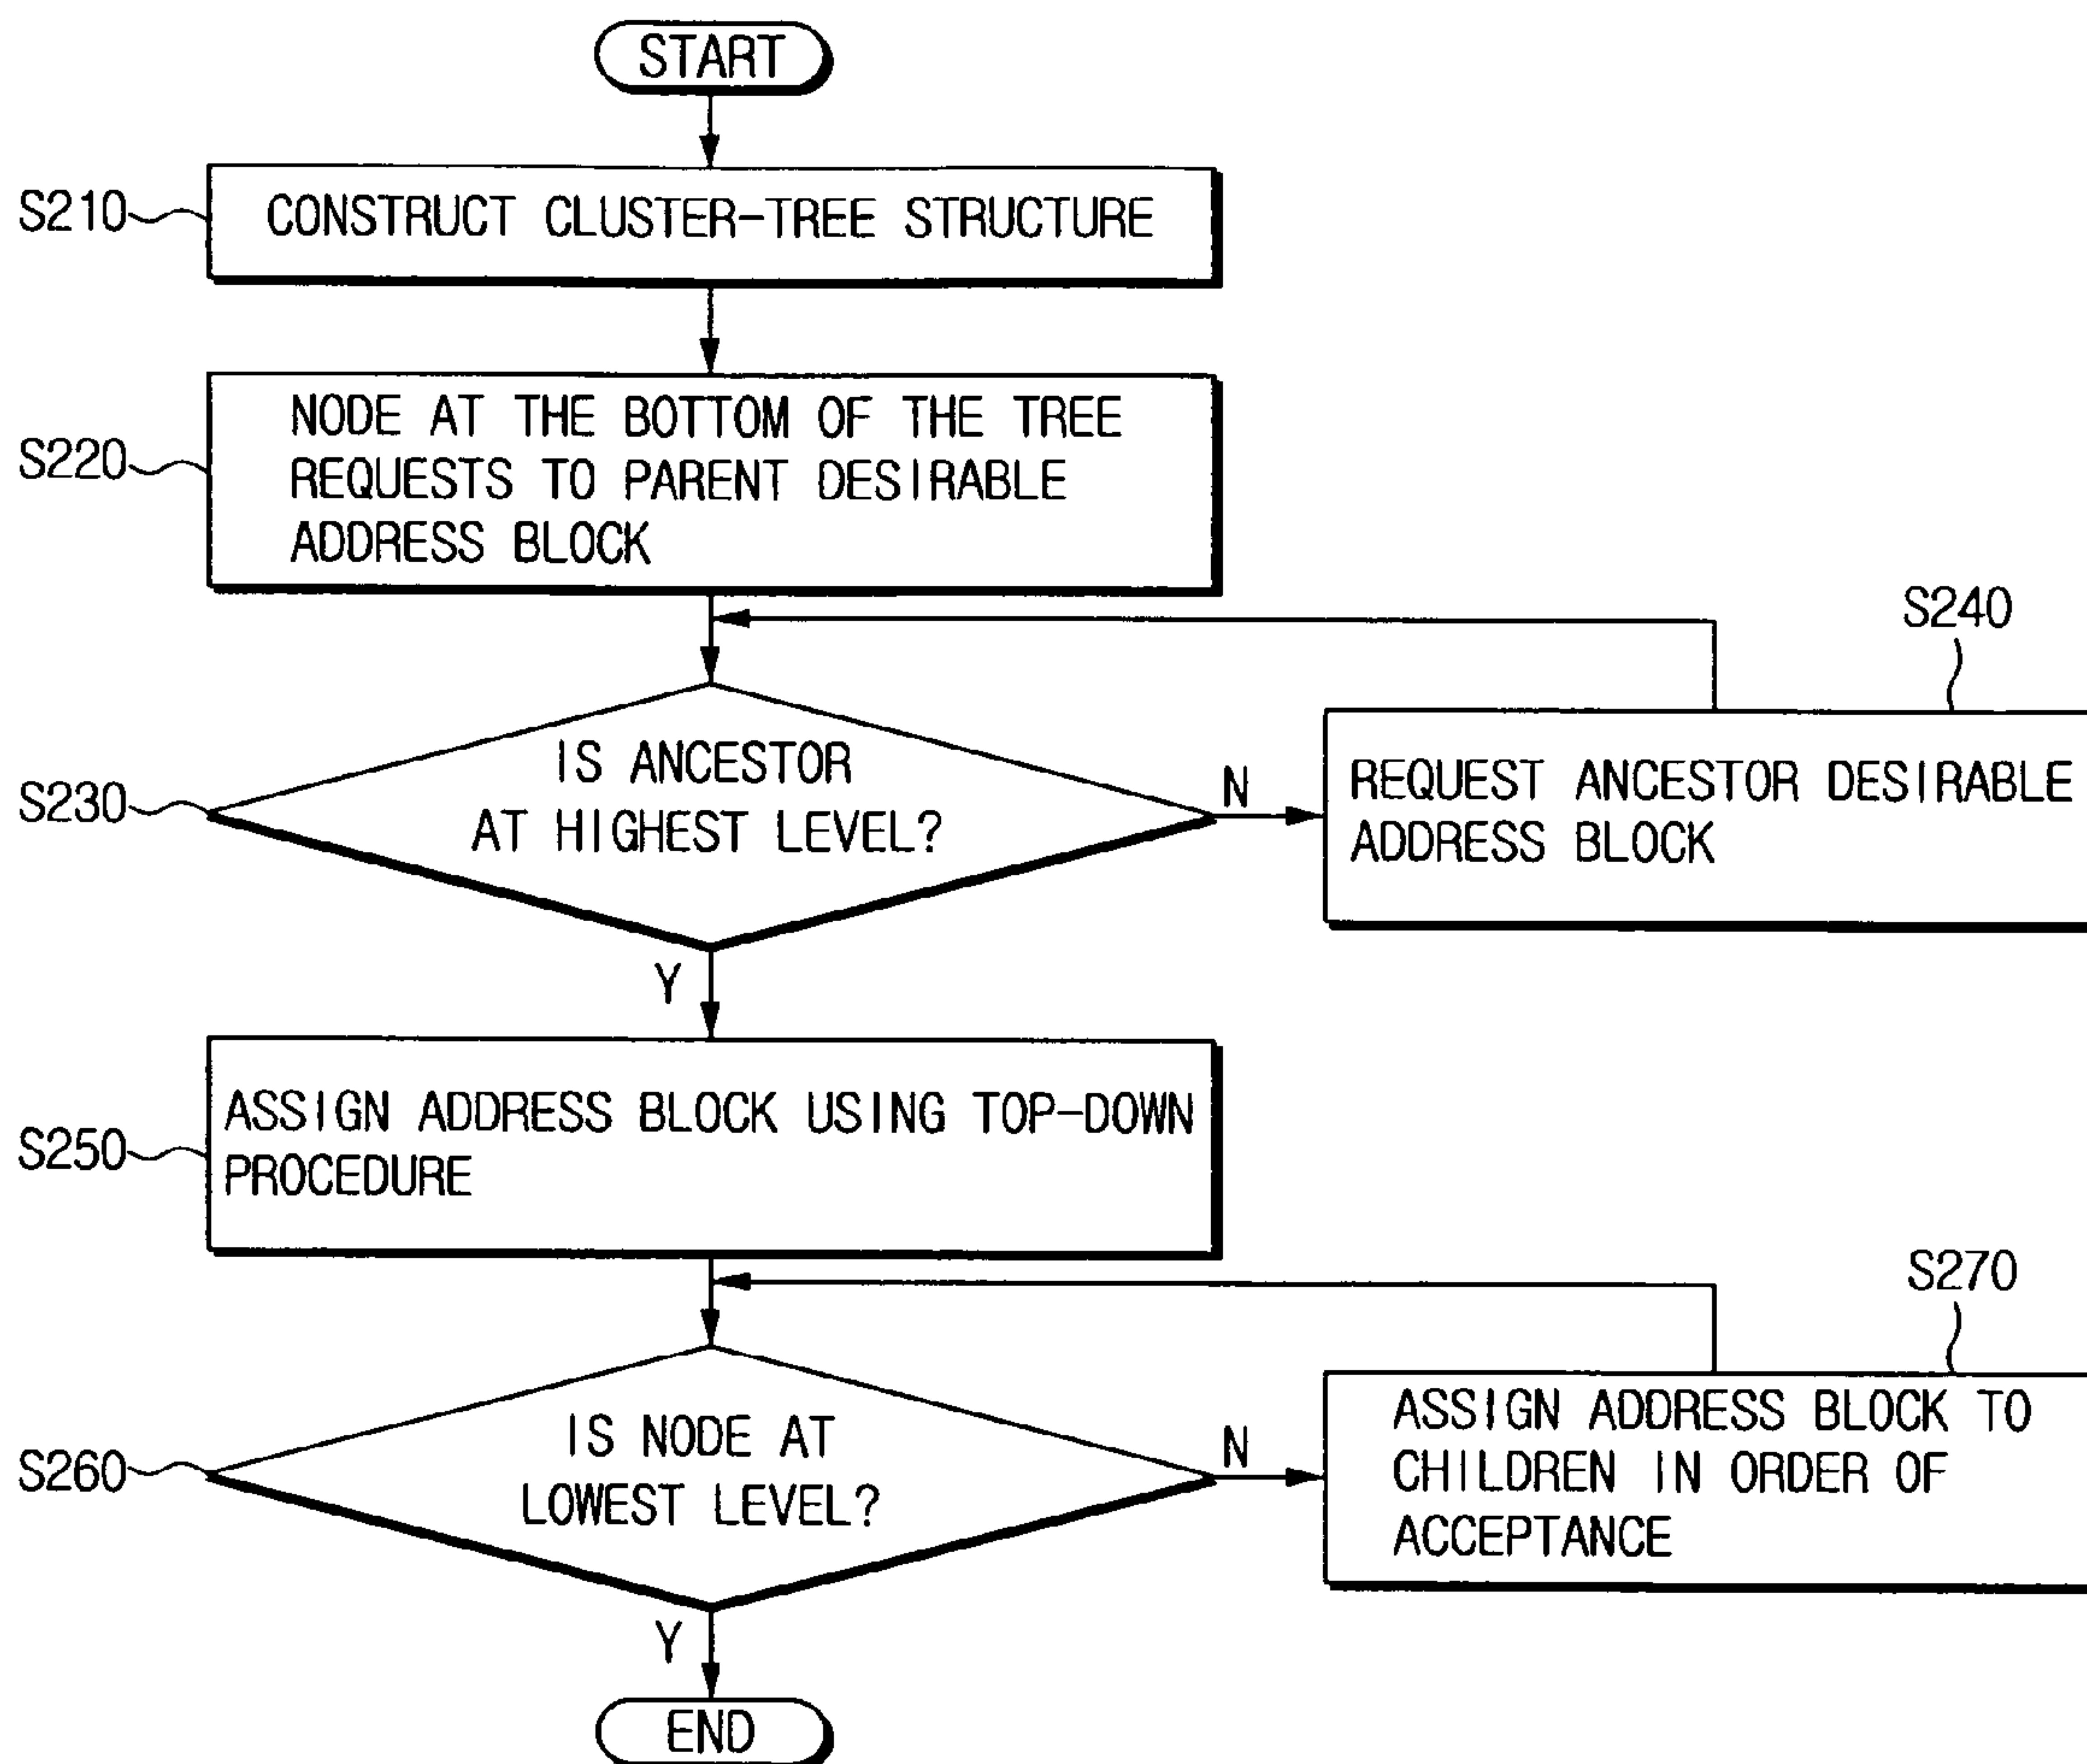 START
S210
CONSTRUCT CLUSTER-TREE STRUCTURE
S220
NODE AT THE BOTTOM OF THE TREE
REQUESTS TO PARENT DESIRABLE
ADDRESS BLOCK
S230
IS ANCESTOR
AT HIGHEST LEVEL?
N
S240
REQUEST ANCESTOR DESIRABLE
ADDRESS BLOCK
Y
S250
ASSIGN ADDRESS BLOCK USING TOP-DOWN
PROCEDURE
S260
IS NODE AT
LOWEST LEVEL?
N
S270
ASSIGN ADDRESS BLOCK TO
CHILDREN IN ORDER OF
ACCEPTANCE
Y
END